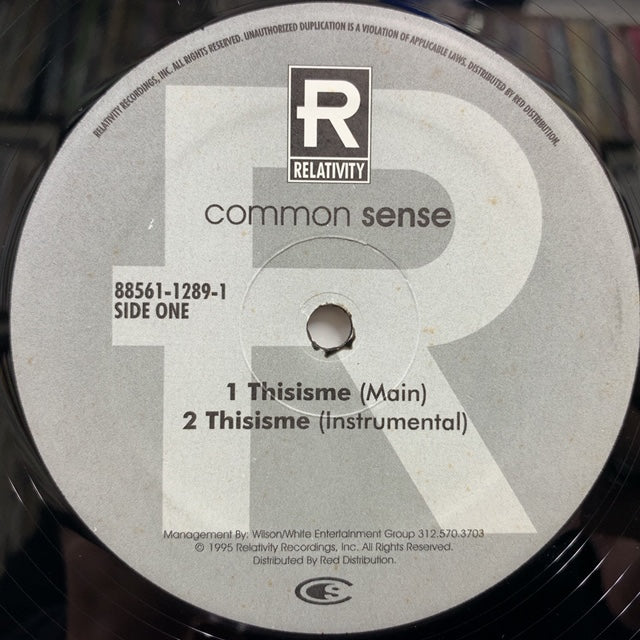 RELATIVITY RECORDINGS, INC. ALL RIGHTS RESERVED. UNAUTHORIZED DUPLICATION IS A VIOLATION OF APPLICABLE LAWS. DISTRIBUTED BY RED DISTRIBUTION.
R
RELATIVITY
common sense
88561-1289-1
SIDE ONE
1 Thisisme (Main)
2 Thisisme (Instrumental)
Management By: Wilson/White Entertainment Group 312.570.3703
© 1995 Relativity Recordings, Inc. All Rights Reserved.
Distributed By Red Distribution.
CS